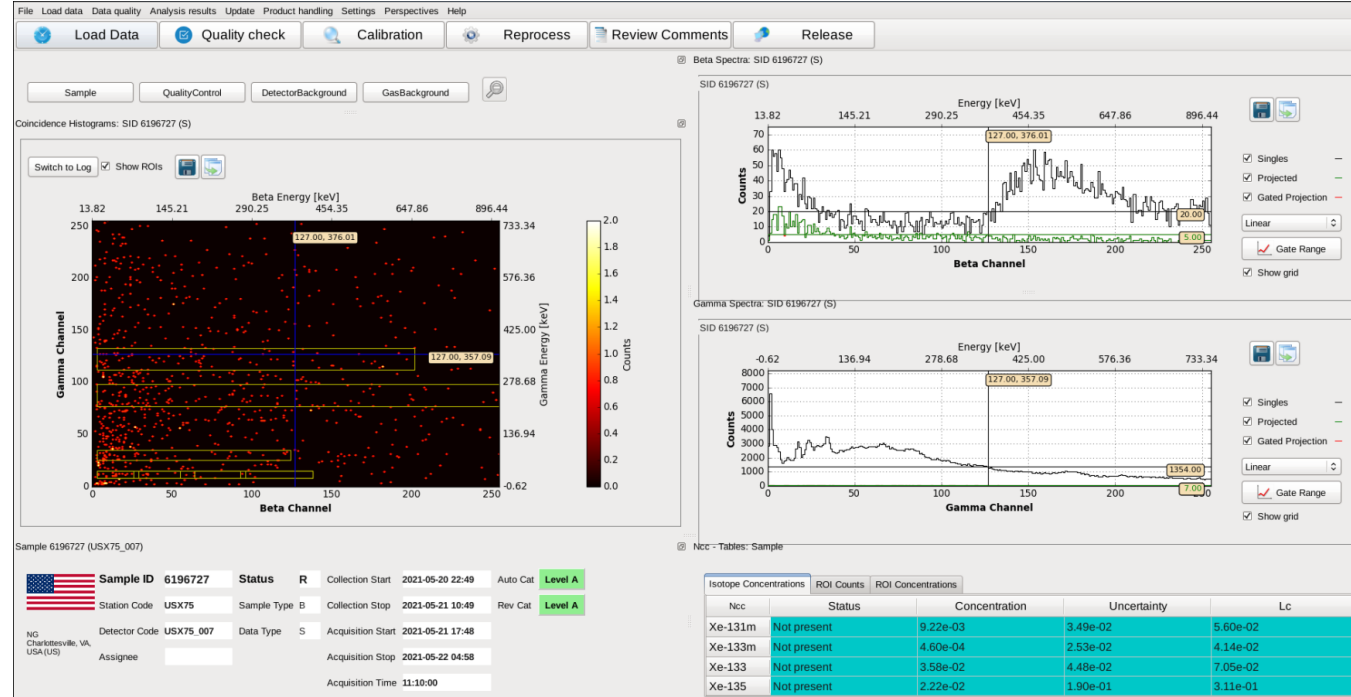 File Load data Data quality Analysis results Update Product handling Settings Perspectives Help
Load Data Quality check Calibration Reprocess Review Comments Release
Sample QualityControl DetectorBackground GasBackground
Coincidence Histograms: SID 6196727 (S)
Switch to Log Show ROIs
Beta Energy [keV]
13.82 145.21 290.25 454.35 647.86 896.44
250 200 150 100 50 0
Gamma Channel
127.00, 376.01
127.00, 357.09
733.34 576.36 425.00 278.68 136.94 -0.62
Gamma Energy [keV]
0 50 100 150 200 250
Beta Channel
2.0 1.8 1.6 1.4 1.2 1.0 0.8 0.6 0.4 0.2 0.0
Counts
Beta Spectra: SID 6196727 (S)
SID 6196727 (S)
Energy [keV]
13.82 145.21 290.25 454.35 647.86 896.44
70 60 50 40 30 20 10 0
Counts
127.00, 376.01
20.00
5.00
0 50 100 150 200 250
Beta Channel
Singles
Projected
Gated Projection
Linear
Gate Range
Show grid
Gamma Spectra: SID 6196727 (S)
SID 6196727 (S)
Energy [keV]
-0.62 136.94 278.68 425.00 576.36 733.34
8000 7000 6000 5000 4000 3000 2000 1000 0
Counts
127.00, 357.09
1354.00
7.00
0 50 100 150 200 250
Gamma Channel
Singles
Projected
Gated Projection
Linear
Gate Range
Show grid
Sample 6196727 (USX75_007)
Sample ID 6196727 Status R Collection Start 2021-05-20 22:49 Auto Cat Level A
Station Code USX75 Sample Type B Collection Stop 2021-05-21 10:49 Rev Cat Level A
Detector Code USX75_007 Data Type S Acquisition Start 2021-05-21 17:48
Assignee Acquisition Stop 2021-05-22 04:58
Acquisition Time 11:10:00
NG
Charlottesville, VA,
USA (US)
Ncc - Tables: Sample
Isotope Concentrations ROI Counts ROI Concentrations
Ncc Status Concentration Uncertainty Lc
Xe-131m Not present 9.22e-03 3.49e-02 5.60e-02
Xe-133m Not present 4.60e-04 2.53e-02 4.14e-02
Xe-133 Not present 3.58e-02 4.48e-02 7.05e-02
Xe-135 Not present 2.22e-02 1.90e-01 3.11e-01